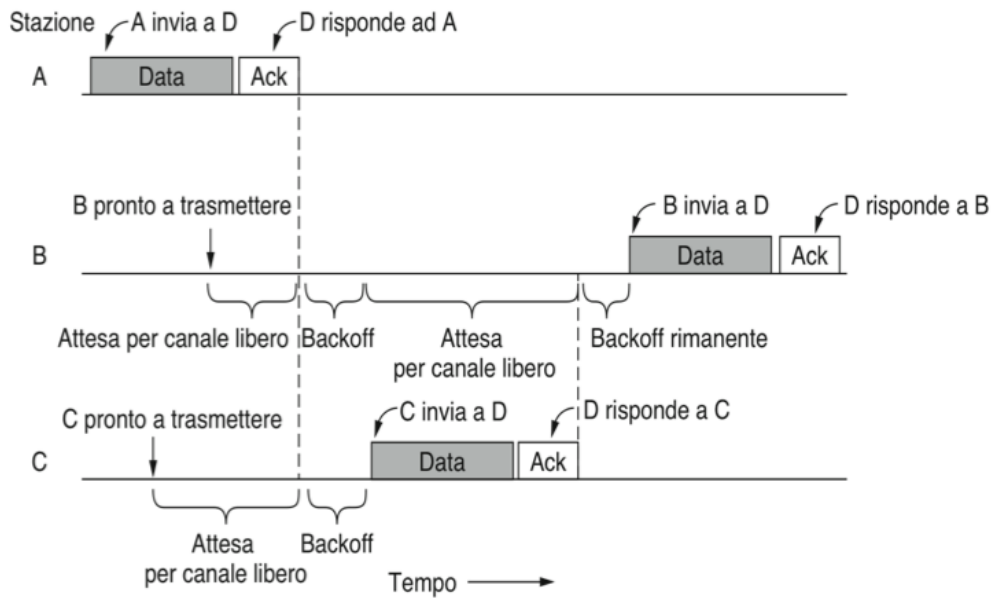 Stazione
A invia a D
D risponde ad A
A
Data
Ack
B pronto a trasmettere
B invia a D
D risponde a B
B
Data
Ack
Attesa per canale libero
Backoff
Attesa
per canale libero
Backoff rimanente
C pronto a trasmettere
C invia a D
D risponde a C
C
Data
Ack
Attesa
per canale libero
Backoff
Tempo